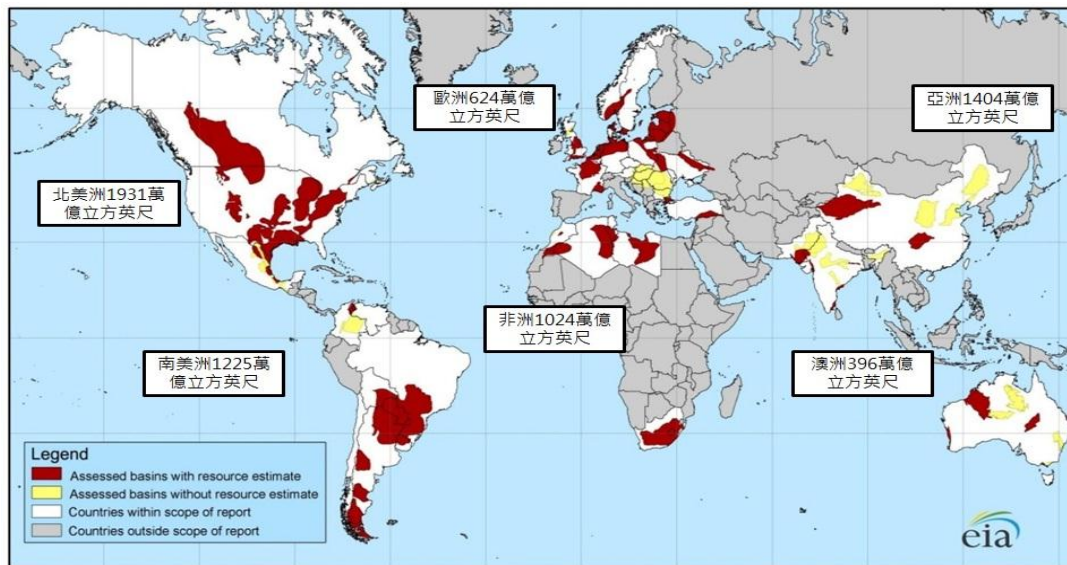 歐洲624萬億
立方英尺
亞洲1404萬億
立方英尺
北美洲1931萬
億立方英尺
非洲1024萬億
立方英尺
南美洲1225萬
億立方英尺
澳洲396萬億
立方英尺
Legend
Assessed basins with resource estimate
Assessed basins without resource estimate
Countries within scope of report
Countries outside scope of report
eia